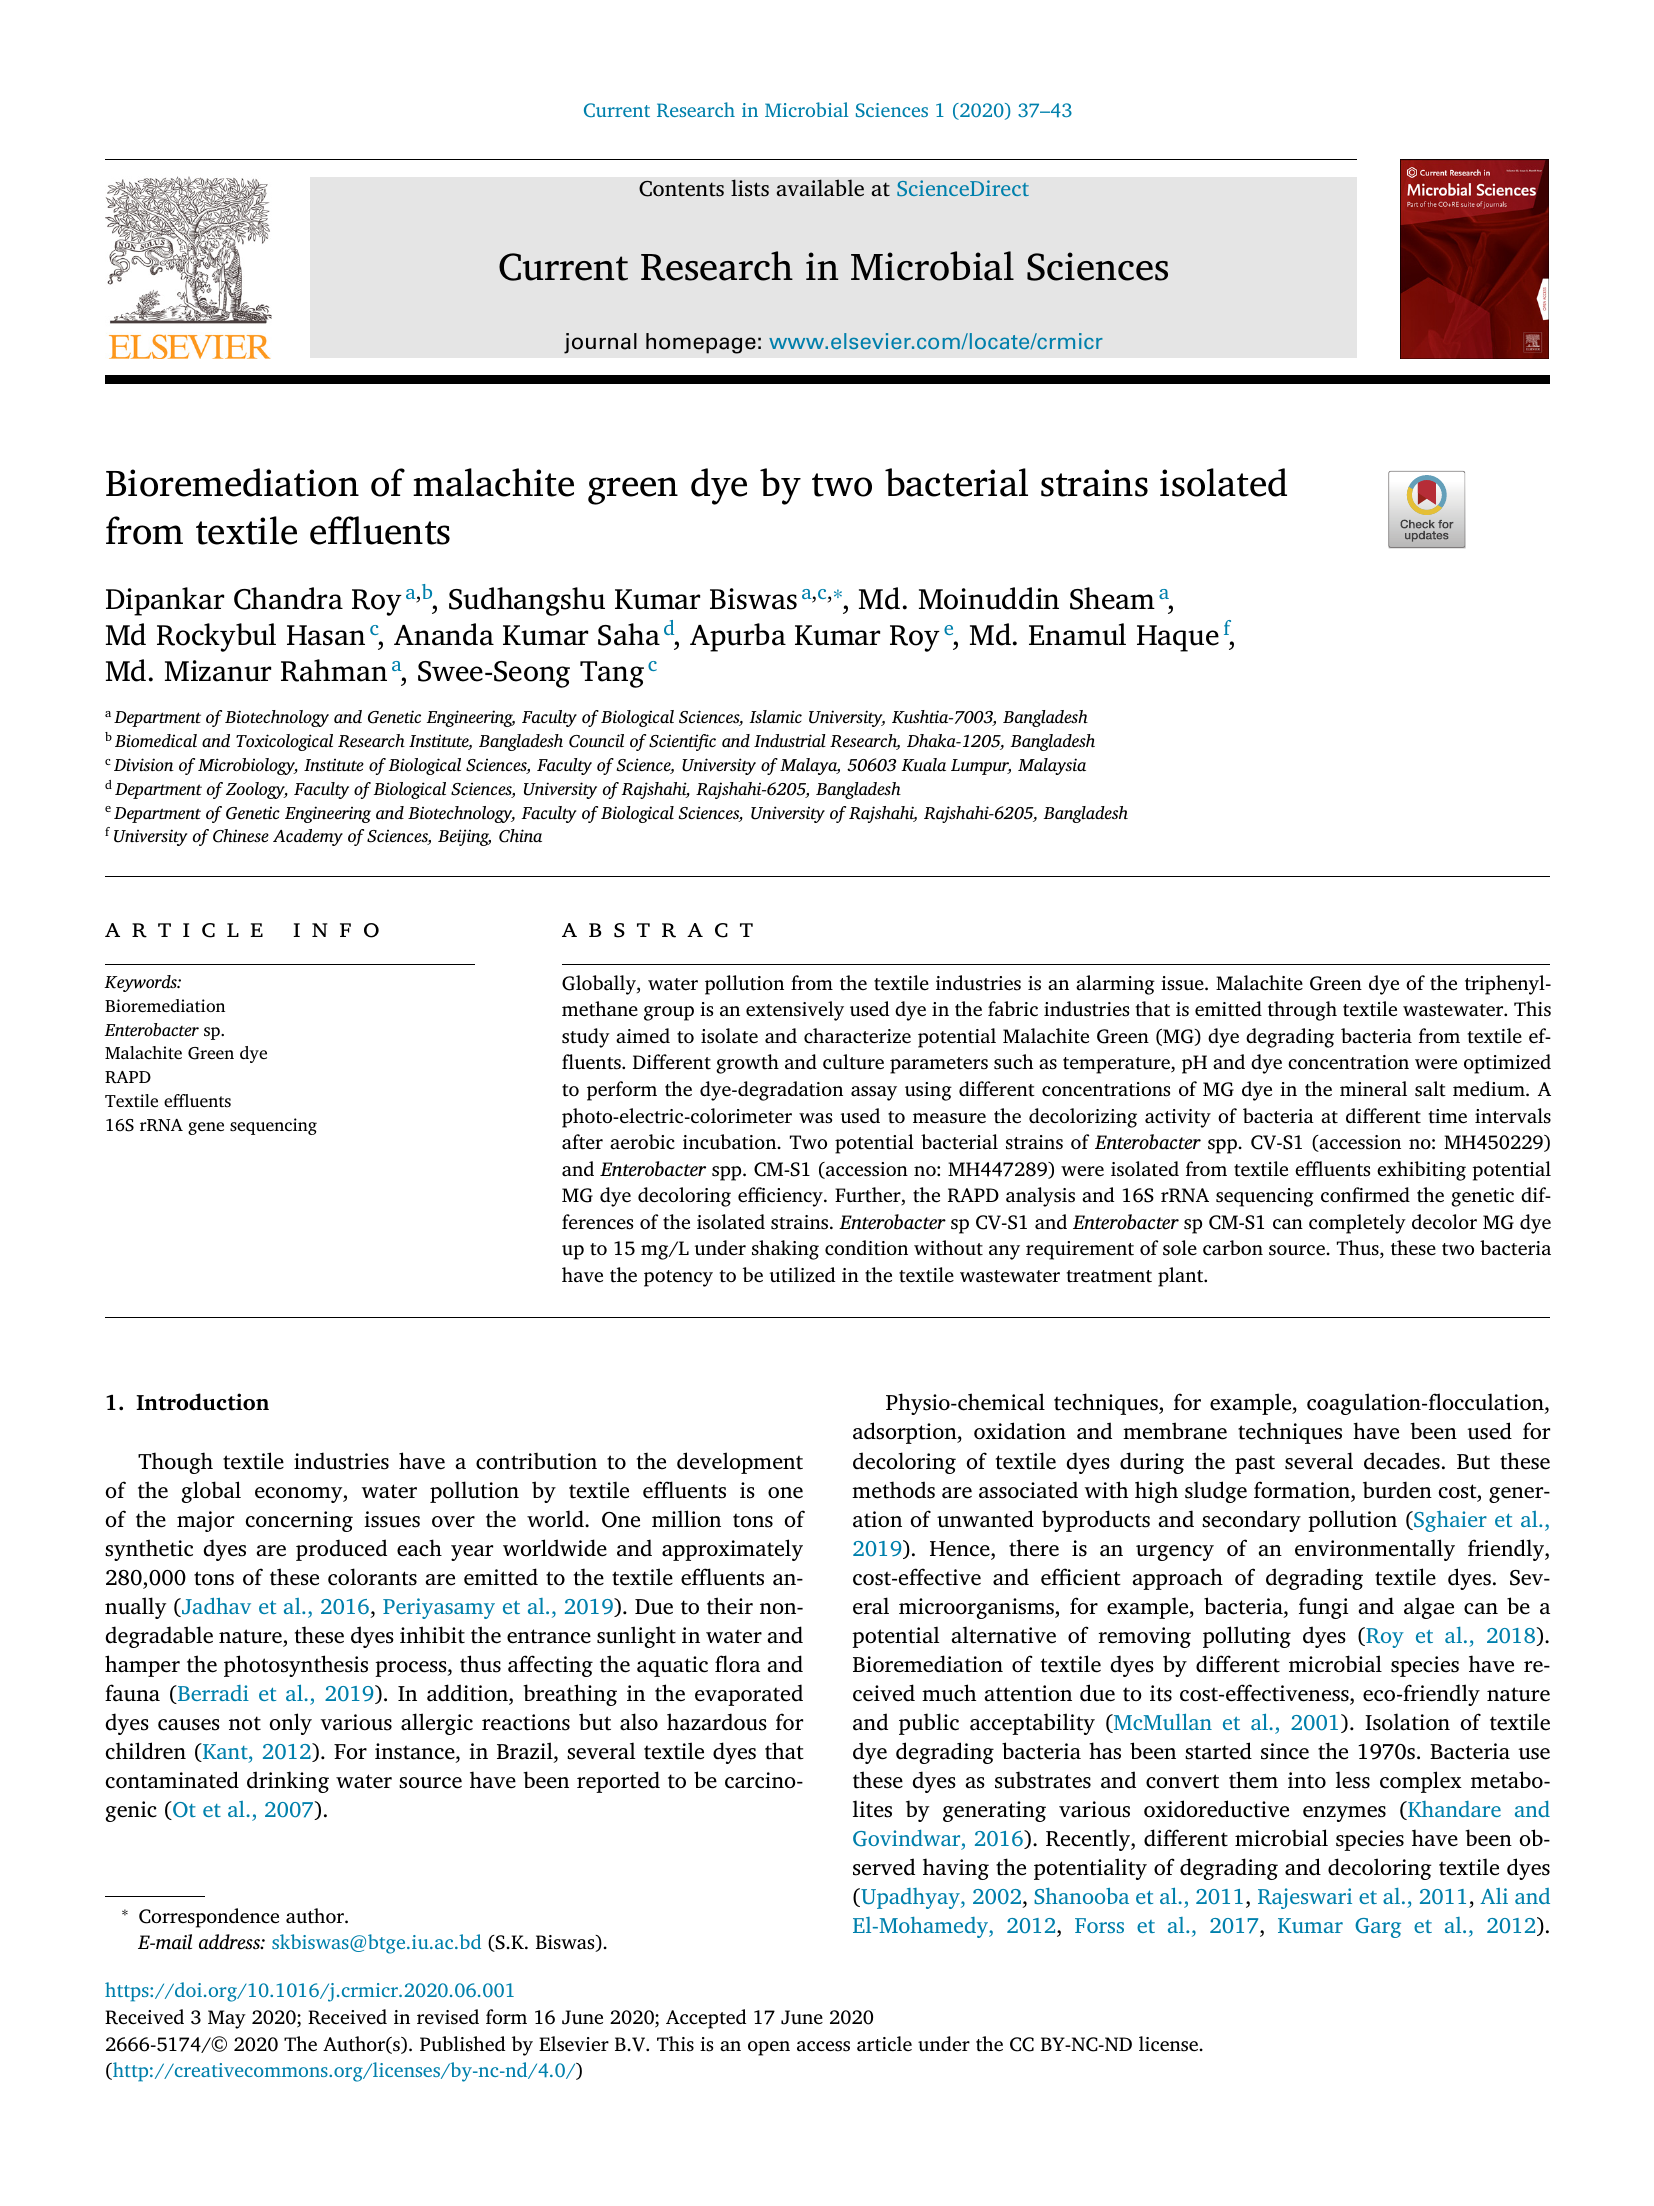 Current Research in Microbial Sciences 1 (2020) 37–43
Contents lists available at ScienceDirect
Current Research in Microbial Sciences
journal homepage: www.elsevier.com/locate/crmicr
NON SOLUS
ELSEVIER
Current Research in
Microbial Sciences
Part of the CO+RE suite of journals
Bioremediation of malachite green dye by two bacterial strains isolated
from textile effluents
Check for
updates
Dipankar Chandra Roy a,b, Sudhangshu Kumar Biswas a,c,*, Md. Moinuddin Sheam a,
Md Rockybul Hasan c, Ananda Kumar Saha d, Apurba Kumar Roy e, Md. Enamul Haque f,
Md. Mizanur Rahman a, Swee-Seong Tang c
a Department of Biotechnology and Genetic Engineering, Faculty of Biological Sciences, Islamic University, Kushtia-7003, Bangladesh
b Biomedical and Toxicological Research Institute, Bangladesh Council of Scientific and Industrial Research, Dhaka-1205, Bangladesh
c Division of Microbiology, Institute of Biological Sciences, Faculty of Science, University of Malaya, 50603 Kuala Lumpur, Malaysia
d Department of Zoology, Faculty of Biological Sciences, University of Rajshahi, Rajshahi-6205, Bangladesh
e Department of Genetic Engineering and Biotechnology, Faculty of Biological Sciences, University of Rajshahi, Rajshahi-6205, Bangladesh
f University of Chinese Academy of Sciences, Beijing, China
ARTICLE INFO
Keywords:
Bioremediation
Enterobacter sp.
Malachite Green dye
RAPD
Textile effluents
16S rRNA gene sequencing
ABSTRACT
Globally, water pollution from the textile industries is an alarming issue. Malachite Green dye of the triphenyl-
methane group is an extensively used dye in the fabric industries that is emitted through textile wastewater. This
study aimed to isolate and characterize potential Malachite Green (MG) dye degrading bacteria from textile ef-
fluents. Different growth and culture parameters such as temperature, pH and dye concentration were optimized
to perform the dye-degradation assay using different concentrations of MG dye in the mineral salt medium. A
photo-electric-colorimeter was used to measure the decolorizing activity of bacteria at different time intervals
after aerobic incubation. Two potential bacterial strains of Enterobacter spp. CV-S1 (accession no: MH450229)
and Enterobacter spp. CM-S1 (accession no: MH447289) were isolated from textile effluents exhibiting potential
MG dye decoloring efficiency. Further, the RAPD analysis and 16S rRNA sequencing confirmed the genetic dif-
ferences of the isolated strains. Enterobacter sp CV-S1 and Enterobacter sp CM-S1 can completely decolor MG dye
up to 15 mg/L under shaking condition without any requirement of sole carbon source. Thus, these two bacteria
have the potency to be utilized in the textile wastewater treatment plant.
1. Introduction
Though textile industries have a contribution to the development
of the global economy, water pollution by textile effluents is one
of the major concerning issues over the world. One million tons of
synthetic dyes are produced each year worldwide and approximately
280,000 tons of these colorants are emitted to the textile effluents an-
nually (Jadhav et al., 2016, Periyasamy et al., 2019). Due to their non-
degradable nature, these dyes inhibit the entrance sunlight in water and
hamper the photosynthesis process, thus affecting the aquatic flora and
fauna (Berradi et al., 2019). In addition, breathing in the evaporated
dyes causes not only various allergic reactions but also hazardous for
children (Kant, 2012). For instance, in Brazil, several textile dyes that
contaminated drinking water source have been reported to be carcino-
genic (Ot et al., 2007).
Physio-chemical techniques, for example, coagulation-flocculation,
adsorption, oxidation and membrane techniques have been used for
decoloring of textile dyes during the past several decades. But these
methods are associated with high sludge formation, burden cost, gener-
ation of unwanted byproducts and secondary pollution (Sghaier et al.,
2019). Hence, there is an urgency of an environmentally friendly,
cost-effective and efficient approach of degrading textile dyes. Sev-
eral microorganisms, for example, bacteria, fungi and algae can be a
potential alternative of removing polluting dyes (Roy et al., 2018).
Bioremediation of textile dyes by different microbial species have re-
ceived much attention due to its cost-effectiveness, eco-friendly nature
and public acceptability (McMullan et al., 2001). Isolation of textile
dye degrading bacteria has been started since the 1970s. Bacteria use
these dyes as substrates and convert them into less complex metabo-
lites by generating various oxidoreductive enzymes (Khandare and
Govindwar, 2016). Recently, different microbial species have been ob-
served having the potentiality of degrading and decoloring textile dyes
(Upadhyay, 2002, Shanooba et al., 2011, Rajeswari et al., 2011, Ali and
El-Mohamedy, 2012, Forss et al., 2017, Kumar Garg et al., 2012).
* Correspondence author.
E-mail address: skbiswas@btge.iu.ac.bd (S.K. Biswas).
https://doi.org/10.1016/j.crmicr.2020.06.001
Received 3 May 2020; Received in revised form 16 June 2020; Accepted 17 June 2020
2666-5174/© 2020 The Author(s). Published by Elsevier B.V. This is an open access article under the CC BY-NC-ND license.
(http://creativecommons.org/licenses/by-nc-nd/4.0/)